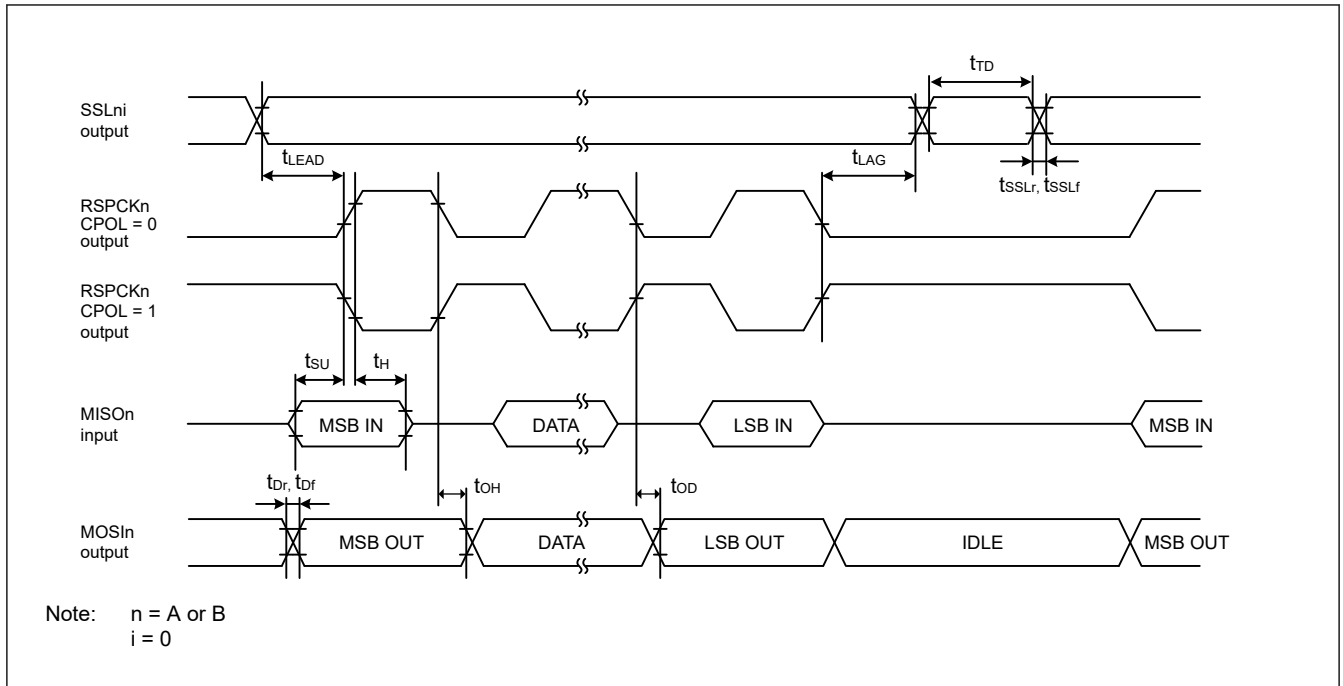 tTD
SSLni
output
tLEAD
tLAG
tSSLr, tSSLf
RSPCKn
CPOL = 0
output
RSPCKn
CPOL = 1
output
tSU
tH
MISOn
input
MSB IN
DATA
LSB IN
MSB IN
tDr, tDf
tOH
tOD
MOSIn
output
MSB OUT
DATA
LSB OUT
IDLE
MSB OUT
Note: n = A or B
i = 0